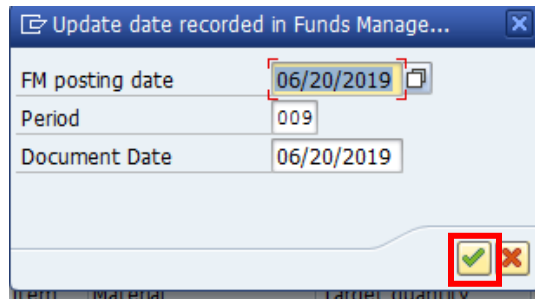 Update date recorded in Funds Manage...
FM posting date 06/20/2019
Period 009
Document Date 06/20/2019
Item Material Target quantity